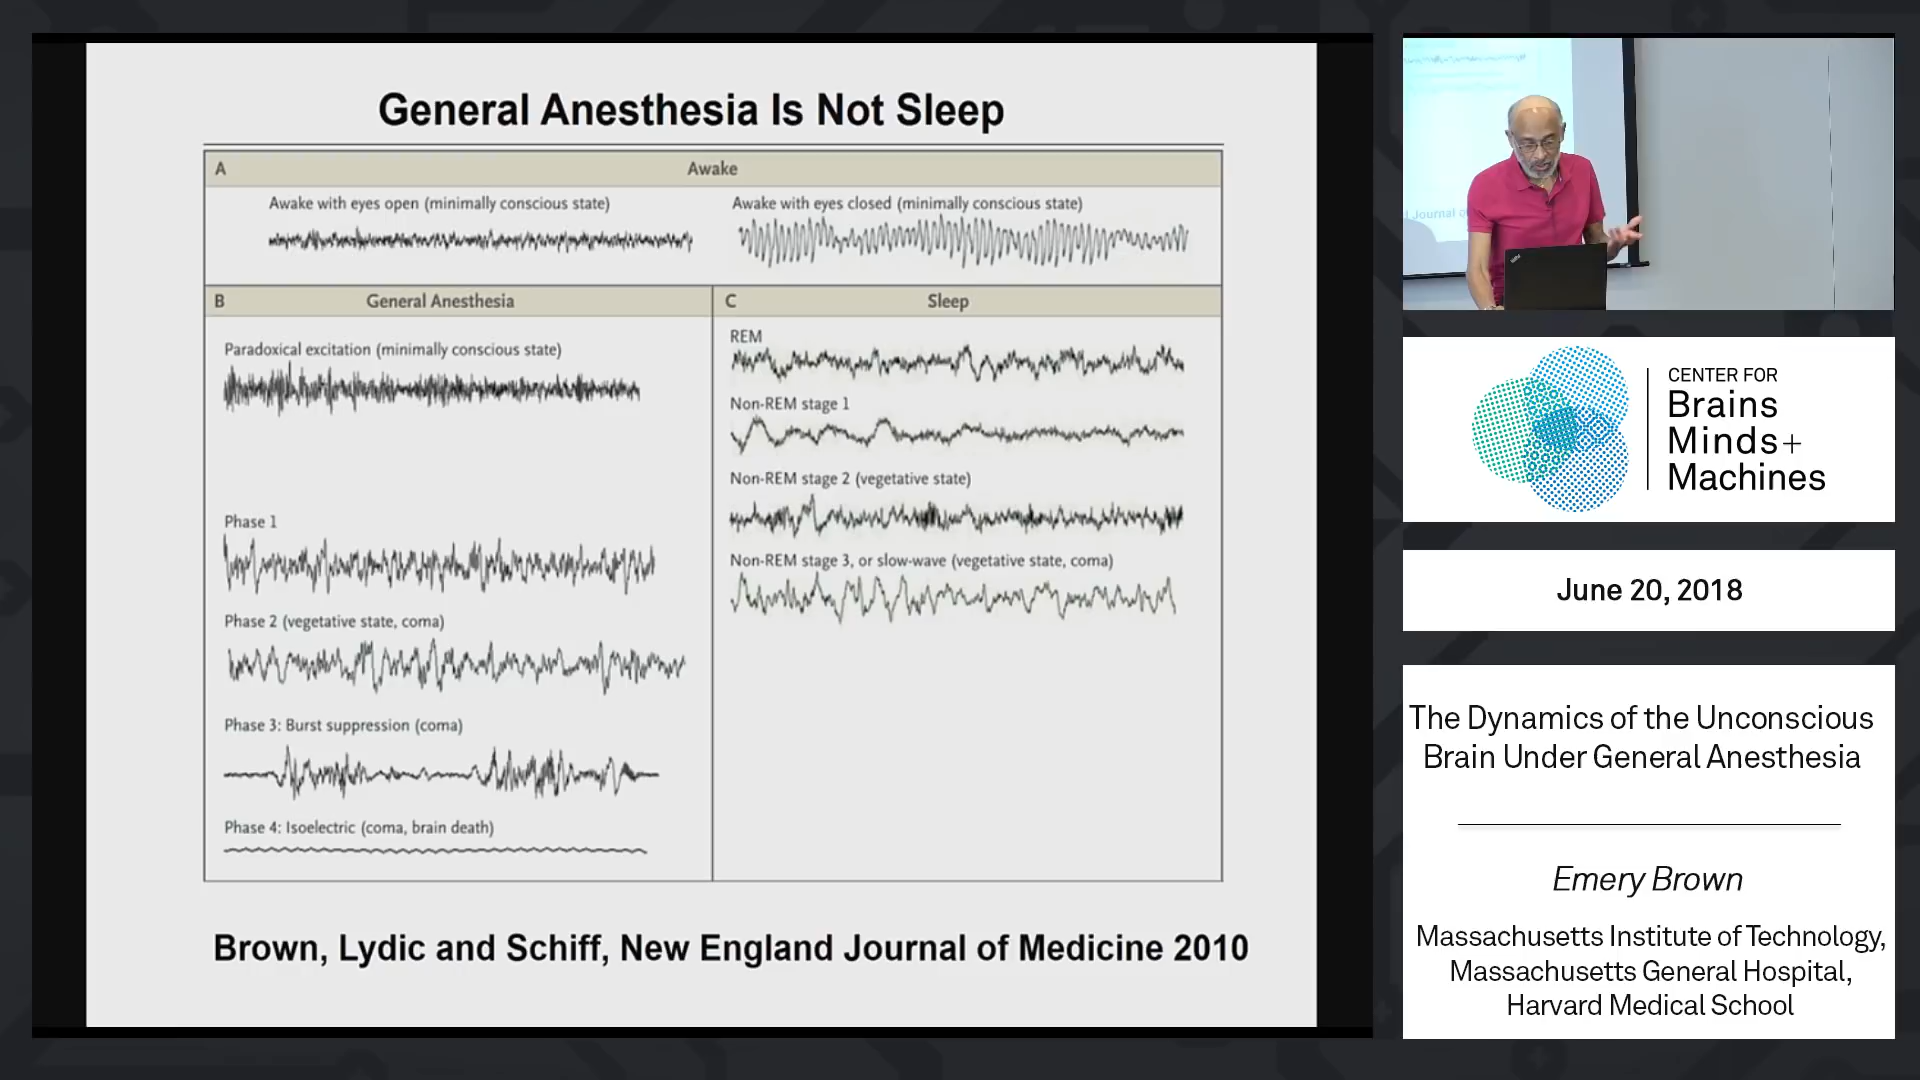 General Anesthesia Is Not Sleep
A Awake
Awake with eyes open (minimally conscious state)
Awake with eyes closed (minimally conscious state)
B General Anesthesia
Paradoxical excitation (minimally conscious state)
Phase 1
Phase 2 (vegetative state, coma)
Phase 3: Burst suppression (coma)
Phase 4: Isoelectric (coma, brain death)
C Sleep
REM
Non-REM stage 1
Non-REM stage 2 (vegetative state)
Non-REM stage 3, or slow-wave (vegetative state, coma)
Brown, Lydic and Schiff, New England Journal of Medicine 2010
Journal of
CENTER FOR
Brains
Minds+
Machines
June 20, 2018
The Dynamics of the Unconscious
Brain Under General Anesthesia
Emery Brown
Massachusetts Institute of Technology,
Massachusetts General Hospital,
Harvard Medical School